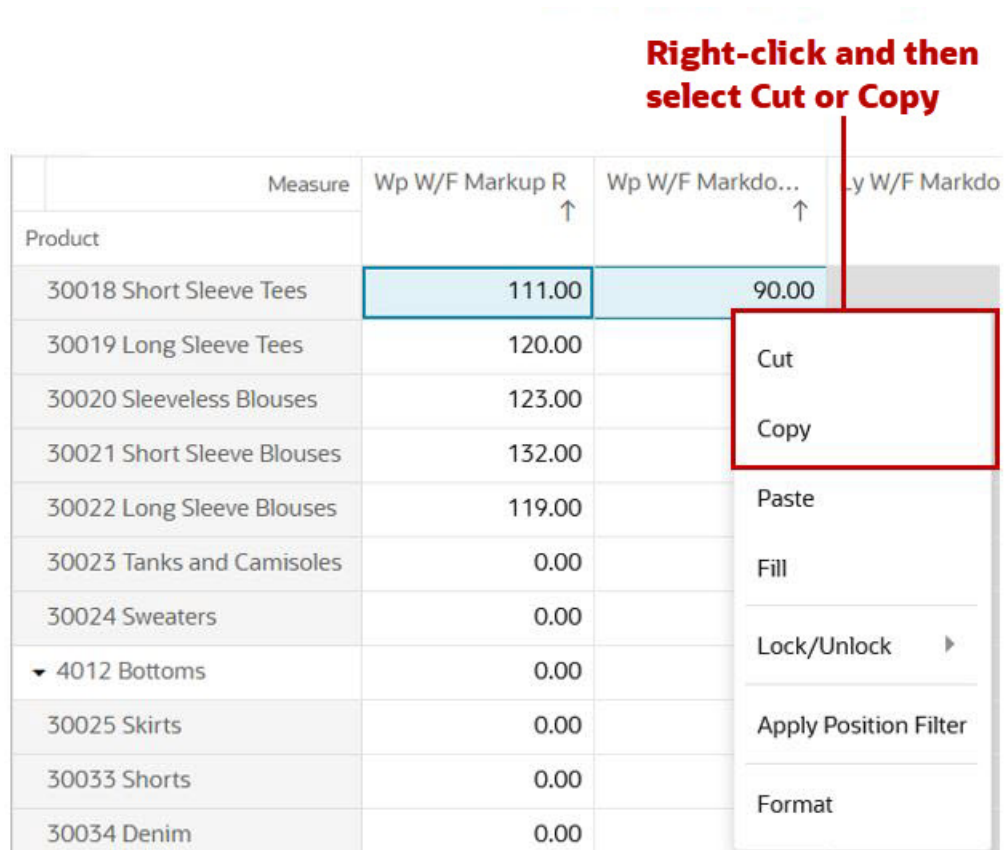 Right-click and then
select Cut or Copy
Measure Wp W/F Markup R Wp W/F Markdo... Ly W/F Markdo
↑ ↑
Product
30018 Short Sleeve Tees 111.00 90.00
30019 Long Sleeve Tees 120.00
Cut
30020 Sleeveless Blouses 123.00
Copy
30021 Short Sleeve Blouses 132.00
30022 Long Sleeve Blouses 119.00
Paste
30023 Tanks and Camisoles 0.00
Fill
30024 Sweaters 0.00
Lock/Unlock
4012 Bottoms 0.00
30025 Skirts 0.00
Apply Position Filter
30033 Shorts 0.00
Format
30034 Denim 0.00